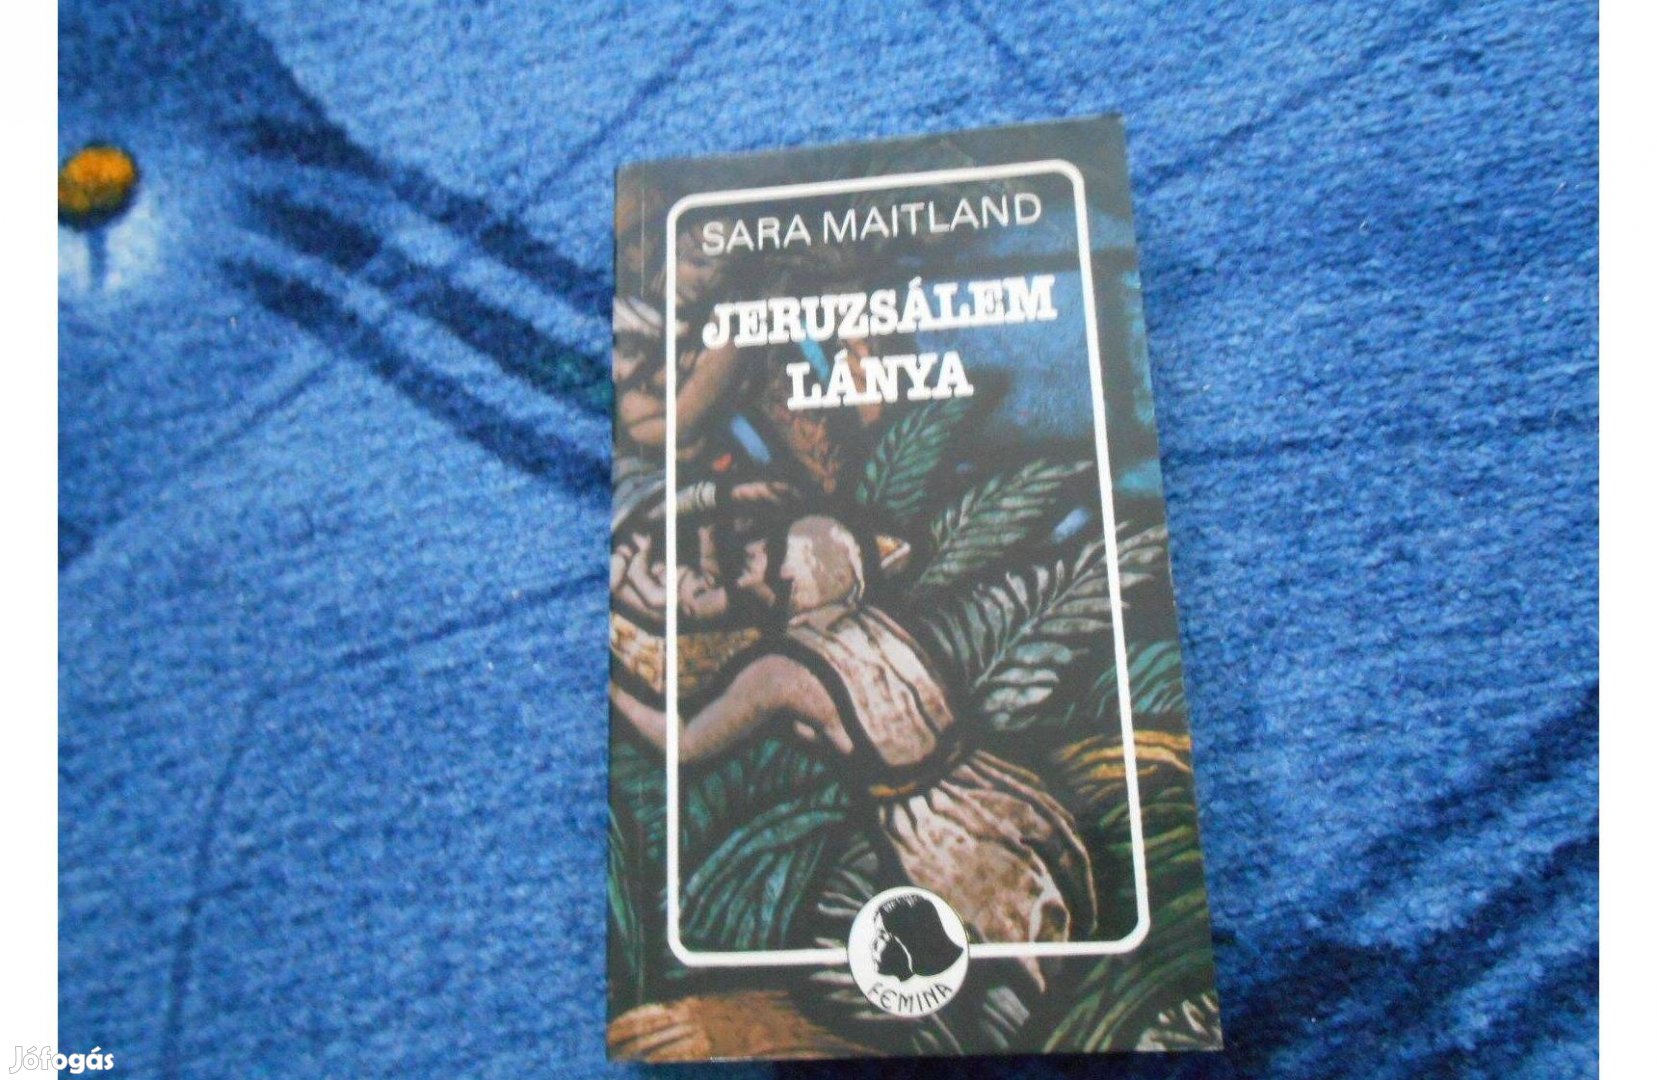 SARA MAITLAND
JERUZSÁLEM
LÁNYA
FEMINA
Jófogás